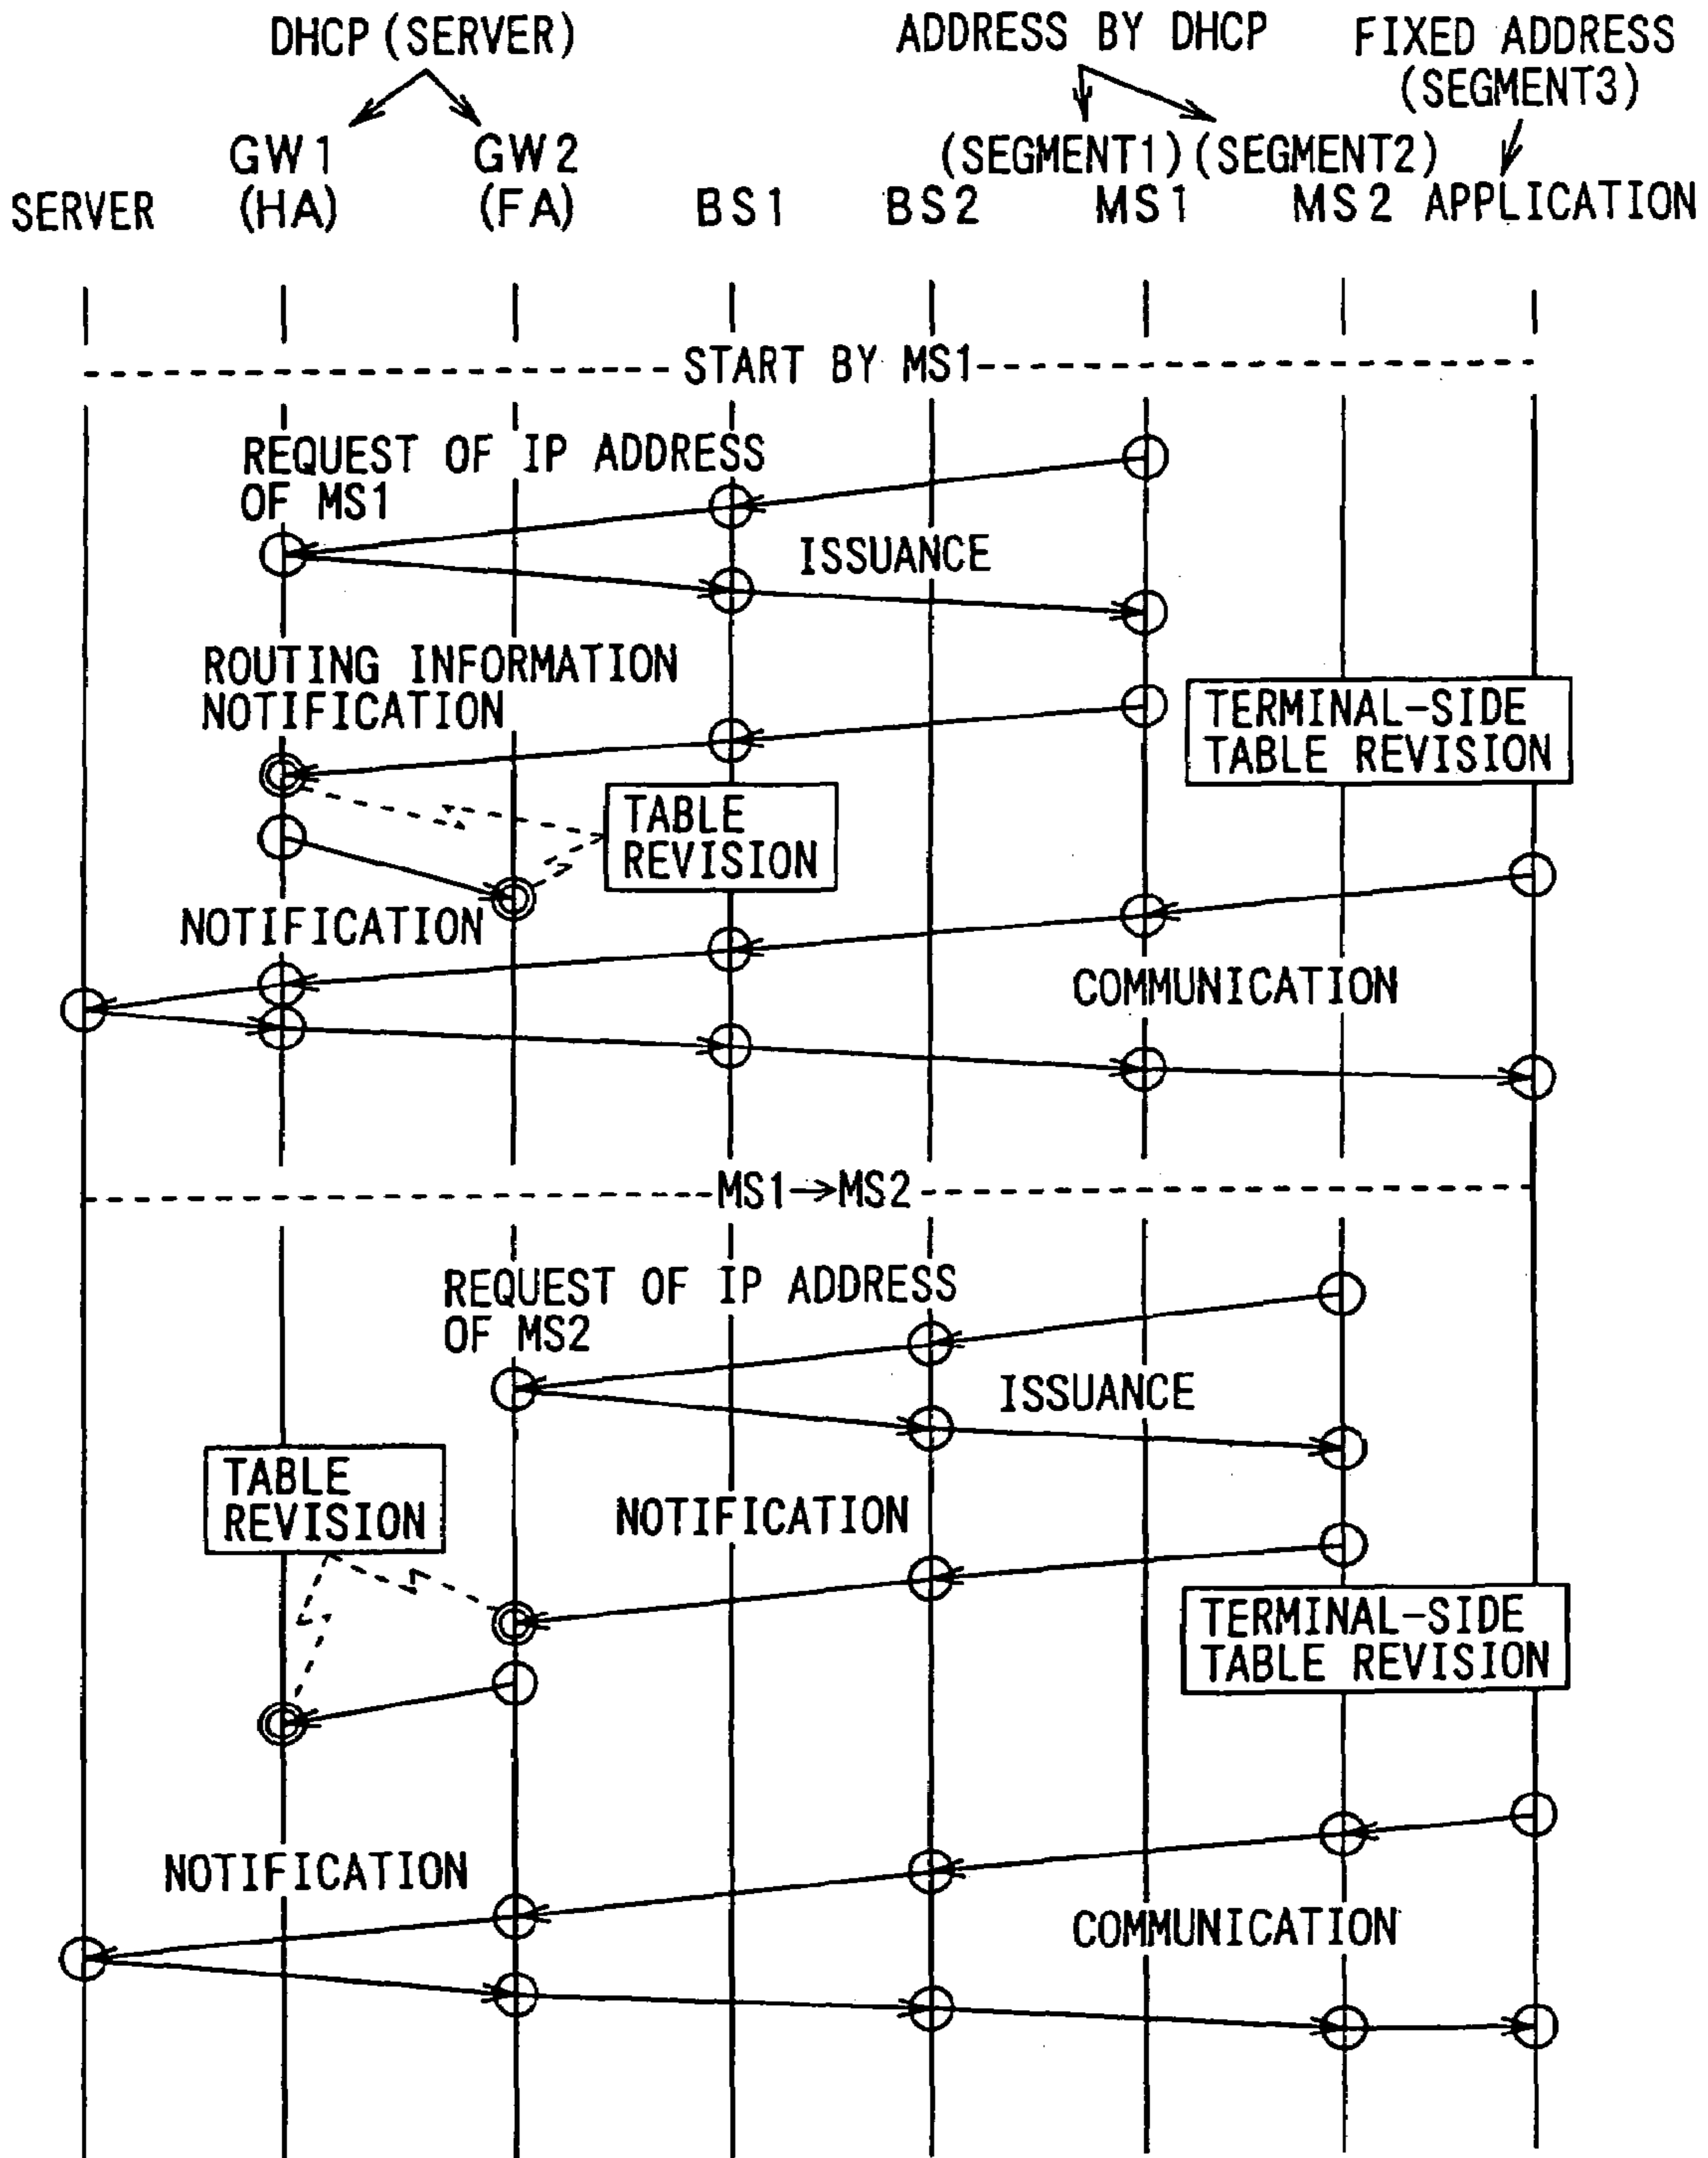 DHCP (SERVER)
ADDRESS BY DHCP
FIXED ADDRESS
(SEGMENT3)
GW1
(HA)
GW2
(FA)
(SEGMENT1) (SEGMENT2)
SERVER
BS1
BS2
MS1
MS2
APPLICATION
START BY MS1
REQUEST OF IP ADDRESS
OF MS1
ISSUANCE
ROUTING INFORMATION
NOTIFICATION
TERMINAL-SIDE
TABLE REVISION
TABLE
REVISION
NOTIFICATION
COMMUNICATION
MS1→MS2
REQUEST OF IP ADDRESS
OF MS2
ISSUANCE
TABLE
REVISION
NOTIFICATION
TERMINAL-SIDE
TABLE REVISION
NOTIFICATION
COMMUNICATION